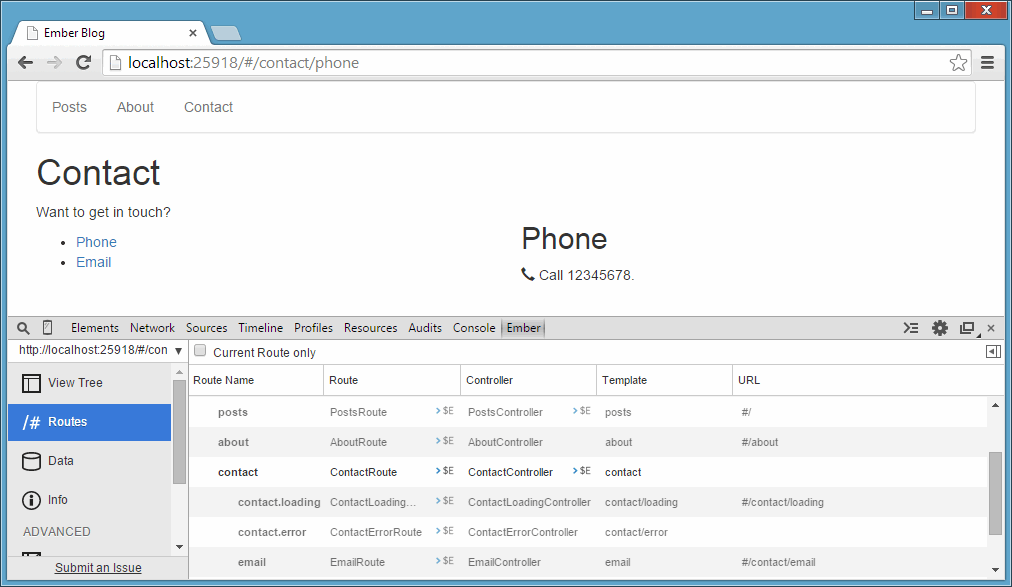 Ember Blog
localhost:25918/#/contact/phone
Posts About Contact
Contact
Want to get in touch?
Phone
Email
Phone
Call 12345678.
Elements Network Sources Timeline Profiles Resources Audits Console Ember
http://localhost:25918/#/con
Current Route only
View Tree
/# Routes
Data
Info
ADVANCED
Submit an Issue
Route Name Route Controller Template URL
posts PostsRoute >$E PostsController >$E posts #/
about AboutRoute >$E AboutController about #/about
contact ContactRoute >$E ContactController >$E contact
contact.loading ContactLoading... >$E ContactLoadingController contact/loading #/contact/loading
contact.error ContactErrorRoute >$E ContactErrorController contact/error
email EmailRoute >$E EmailController email #/contact/email